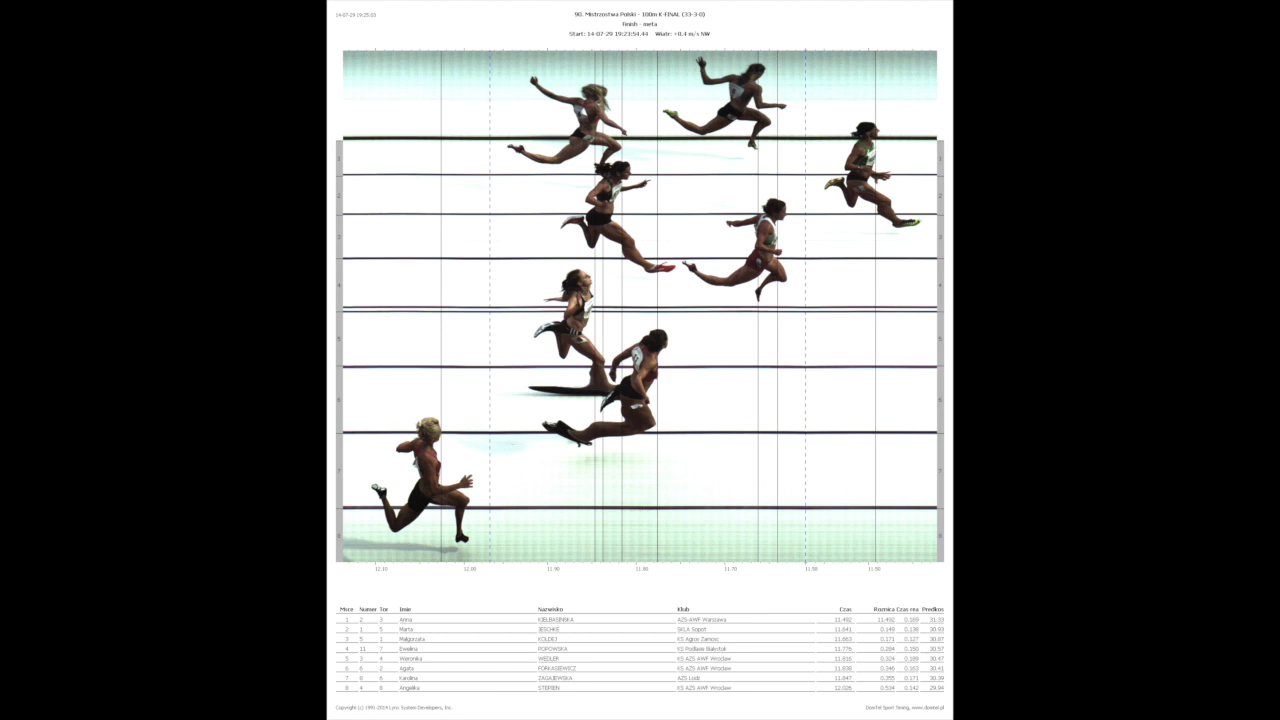 14-07-29 19:25:03
90. Mistrzostwa Polski - 100m K-FINAL (33-3-0)
Finish - meta
Start: 14-07-29 19:23:54.44 Wiatr: +0.4 m/s NW
1
2
3
4
5
6
7
8
12.10 12.00 11.90 11.80 11.70 11.50
Msce Numer Tor Imie Nazwisko Klub Czas Roznica Czas rea Predkos
1 2 3 Anna KIELBASINSKA AZS-AWF Warszawa 11.492 11.492 0.189 31.33
2 1 5 Marta JESCHKE SKLA Sopot 11.641 0.149 0.138 30.93
3 5 1 Malgorzata KOLDEJ KS Agros Zamosc 11.663 0.171 0.127 30.87
4 11 7 Ewelina POPOWSKA KS Podlasie Bialystok 11.776 0.284 0.150 30.57
5 3 4 Weronika WEDLER KS AZS AWF Wroclaw 11.816 0.324 0.189 30.47
6 6 2 Agata FORKASIEWICZ KS AZS AWF Wroclaw 11.838 0.346 0.163 30.41
7 8 6 Karolina ZAGAJEWSKA AZS Lodz 11.847 0.355 0.171 30.39
8 4 8 Angelika STEPIEN KS AZS AWF Wroclaw 12.026 0.534 0.142 29.94
Copyright (c) 1991-2014 Lynx System Developers, Inc. DomTel Sport Timing, www.domtel.pl